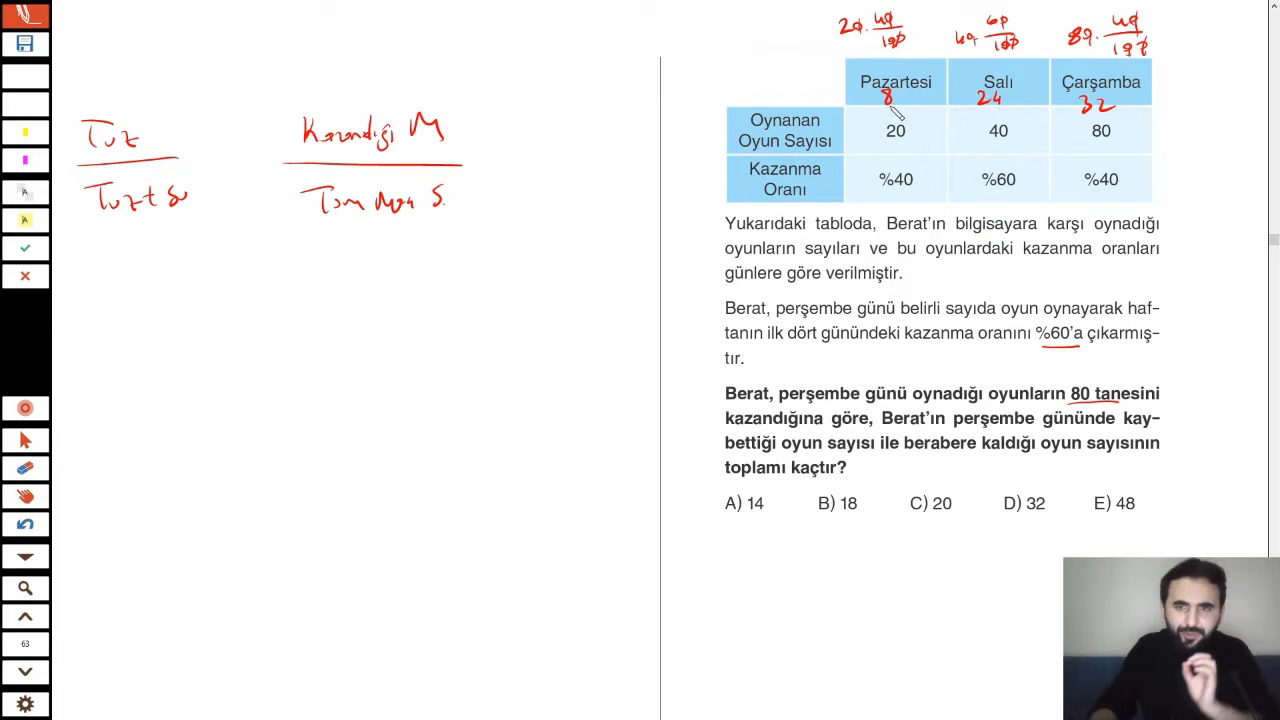 20. 40/100 40 60/100 80. 40/100
Pazartesi Salı Çarşamba
8 24 32
Oynanan Oyun Sayısı 20 40 80
Kazanma Oranı %40 %60 %40
Yukarıdaki tabloda, Berat'ın bilgisayara karşı oynadığı
oyunların sayıları ve bu oyunlardaki kazanma oranları
günlere göre verilmiştir.
Berat, perşembe günü belirli sayıda oyun oynayarak haf-
tanın ilk dört günündeki kazanma oranını %60'a çıkarmış-
tır.
Berat, perşembe günü oynadığı oyunların 80 tanesini
kazandığına göre, Berat'ın perşembe gününde kay-
bettiği oyun sayısı ile berabere kaldığı oyun sayısının
toplamı kaçtır?
A) 14 B) 18 C) 20 D) 32 E) 48
Tuz
Tuz+Su
Kazandığı M
63